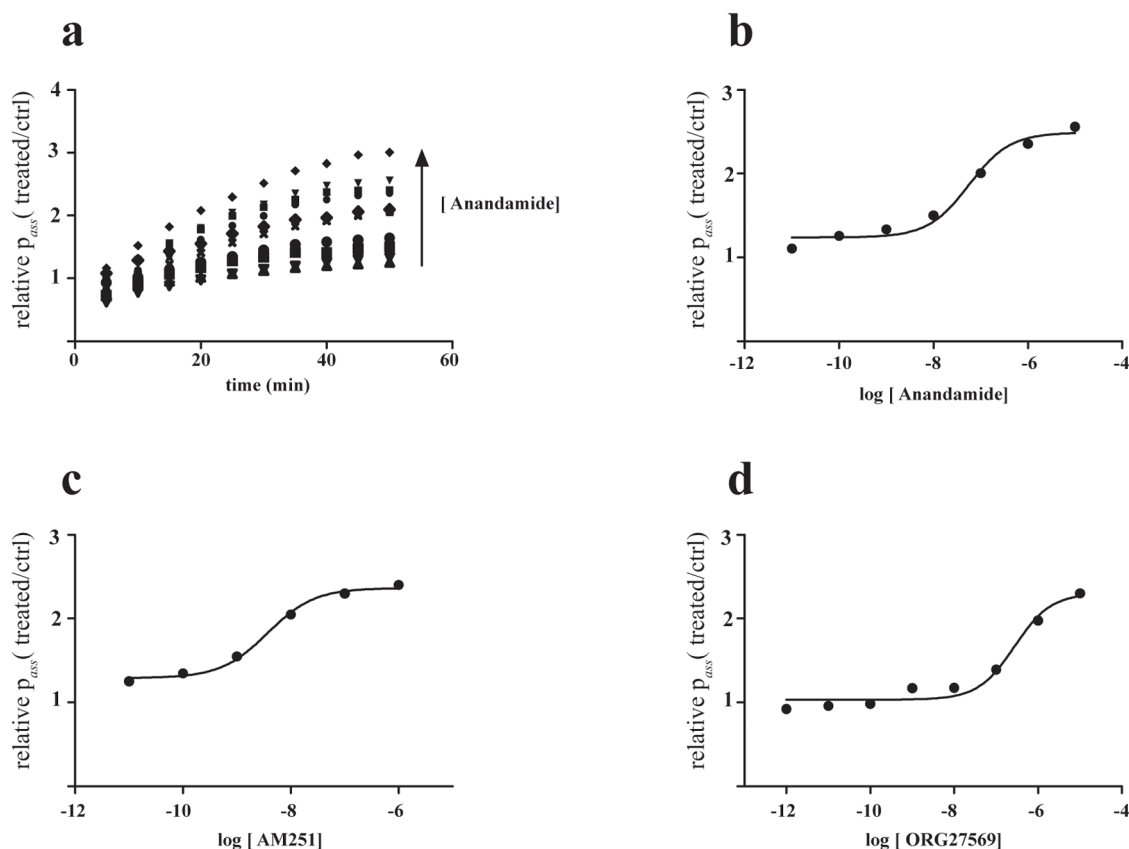 a
relative p_ass( treated/ctrl)
4
3
2
1
0
20
40
60
time (min)
[ Anandamide]
b
relative p_ass( treated/ctrl)
3
2
1
-12
-10
-8
-6
-4
log [ Anandamide]
c
relative p_ass( treated/ctrl)
3
2
1
-12
-10
-8
-6
log [ AM251]
d
relative p_ass( treated/ctrl)
3
2
1
-12
-10
-8
-6
-4
log [ ORG27569]